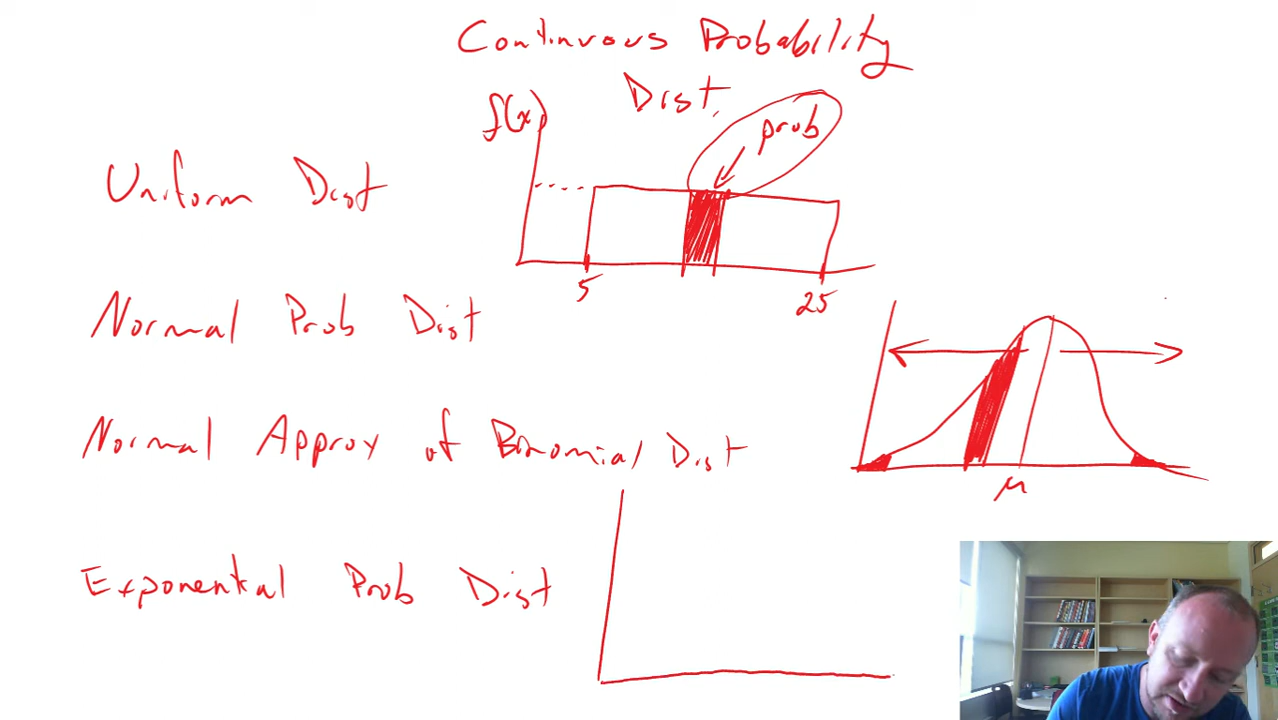 Continuous Probability
Dist.
f(x)
prob
Uniform Dist
5
25
Normal Prob Dist
Normal Approx of Binomial Dist
μ
Exponential Prob Dist